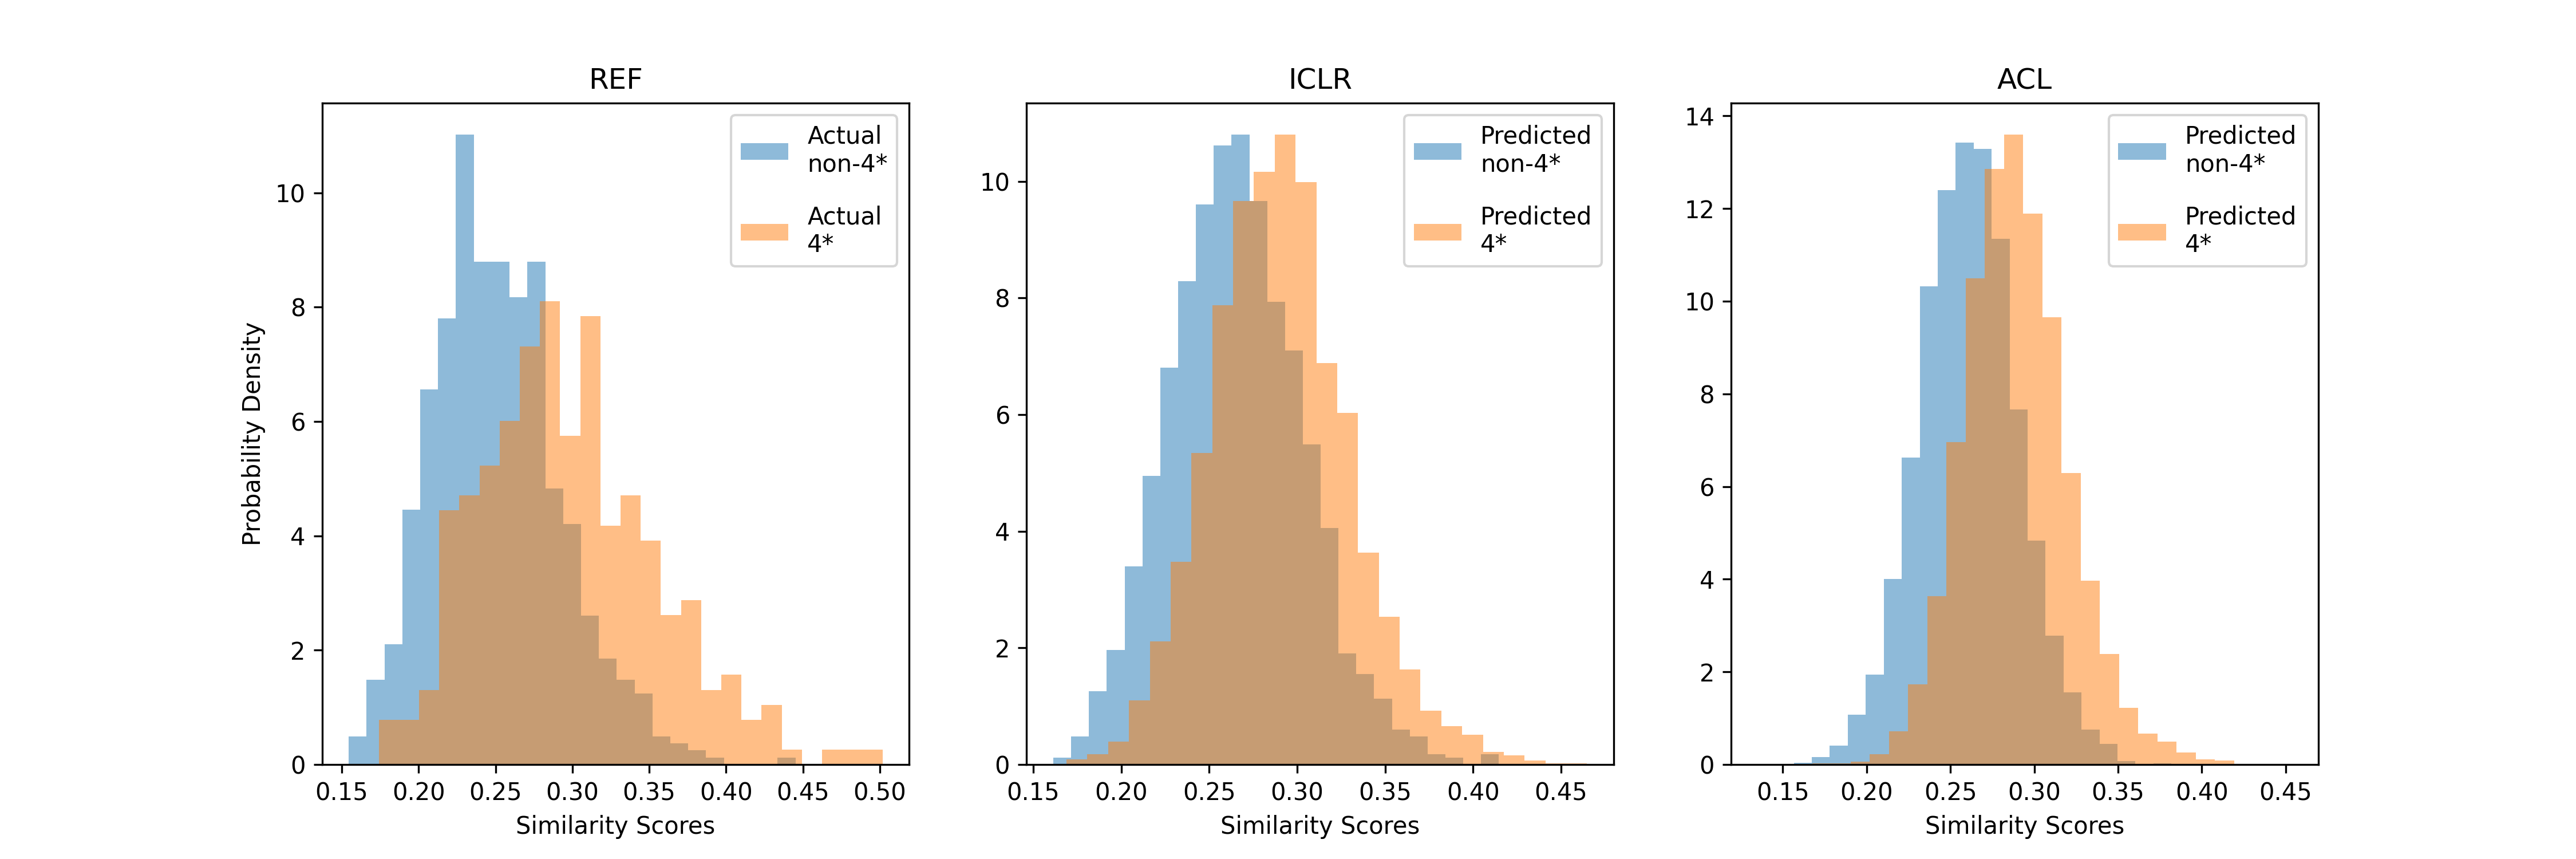 REF
Actual
non-4*
Actual
4*
10
8
6
4
2
0
Probability Density
0.15 0.20 0.25 0.30 0.35 0.40 0.45 0.50
Similarity Scores
ICLR
Predicted
non-4*
Predicted
4*
10
8
6
4
2
0
0.15 0.20 0.25 0.30 0.35 0.40 0.45
Similarity Scores
ACL
Predicted
non-4*
Predicted
4*
14
12
10
8
6
4
2
0
0.15 0.20 0.25 0.30 0.35 0.40 0.45
Similarity Scores